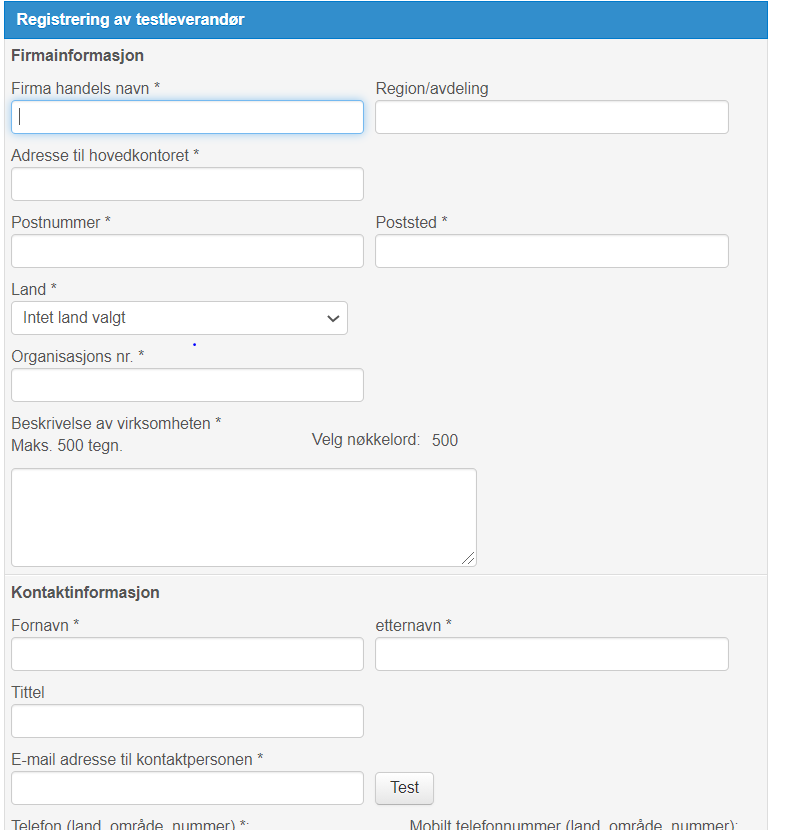 Registrering av testleverandør
Firmainformasjon
Firma handels navn * Region/avdeling
Adresse til hovedkontoret *
Postnummer * Poststed *
Land *
Intet land valgt
Organisasjons nr. *
Beskrivelse av virksomheten *
Maks. 500 tegn. Velg nøkkelord: 500
Kontaktinformasjon
Fornavn * etternavn *
Tittel
E-mail adresse til kontaktpersonen *
Test
Telefon (land, område, nummer) *: Mobilt telefonnummer (land, område, nummer):